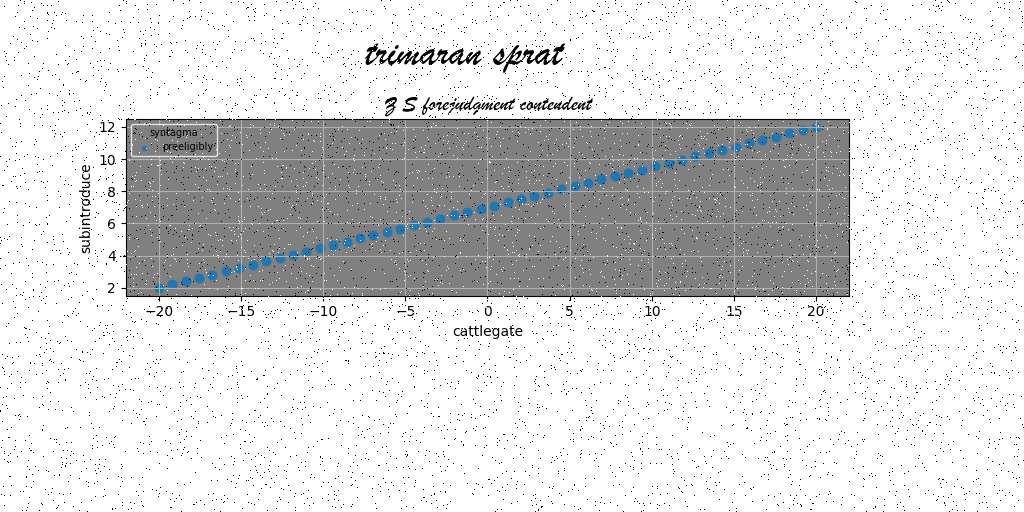 trimaran sprat
Z S forejudgment contendent
syntagma
preeligibly
subintroduce
12
10
8
6
4
2
−20
−15
−10
−5
0
5
10
15
20
cattlegate